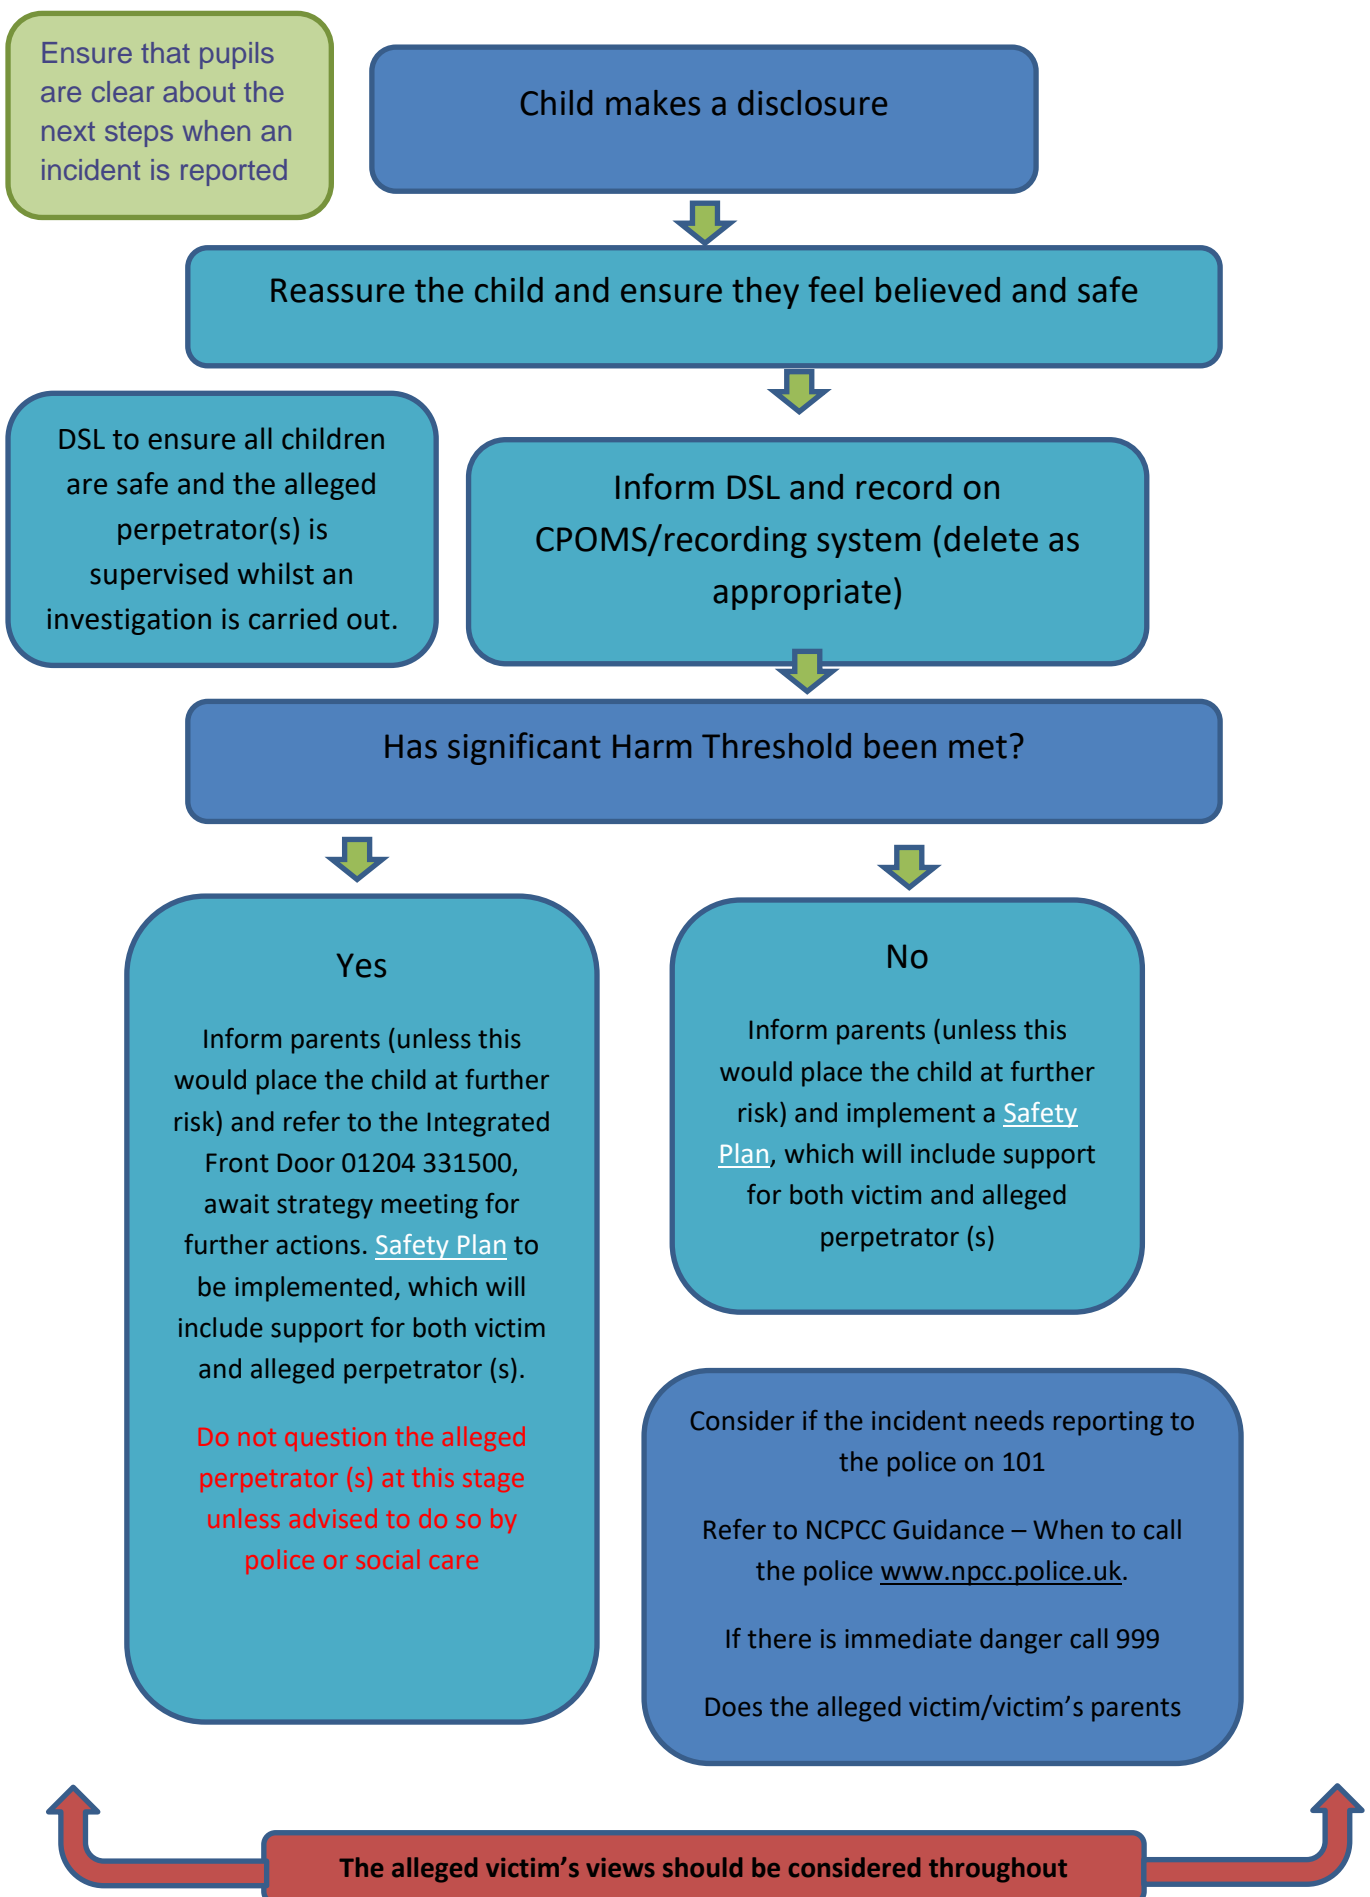 Ensure that pupils
are clear about the
next steps when an
incident is reported
Child makes a disclosure
Reassure the child and ensure they feel believed and safe
DSL to ensure all children
are safe and the alleged
perpetrator(s) is
supervised whilst an
investigation is carried out.
Inform DSL and record on
CPOMS/recording system (delete as
appropriate)
Has significant Harm Threshold been met?
Yes
Inform parents (unless this
would place the child at further
risk) and refer to the Integrated
Front Door 01204 331500,
await strategy meeting for
further actions. Safety Plan to
be implemented, which will
include support for both victim
and alleged perpetrator (s).
Do not question the alleged
perpetrator (s) at this stage
unless advised to do so by
police or social care
No
Inform parents (unless this
would place the child at further
risk) and implement a Safety
Plan, which will include support
for both victim and alleged
perpetrator (s)
Consider if the incident needs reporting to
the police on 101
Refer to NCPCC Guidance – When to call
the police www.npcc.police.uk.
If there is immediate danger call 999
Does the alleged victim/victim’s parents
The alleged victim’s views should be considered throughout